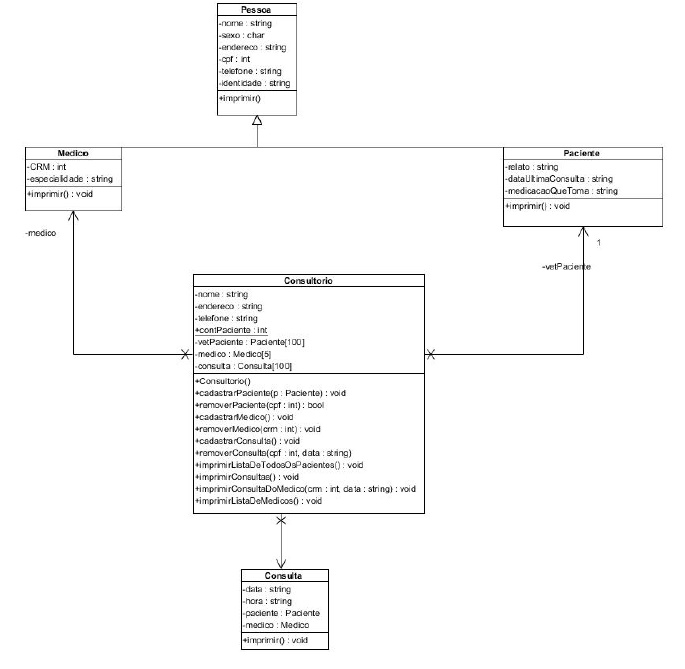 Pessoa
-nome : string
-sexo : char
-endereco : string
-cpf : int
-telefone : string
-identidade : string
+imprimir()
Medico
-CRM : int
-especialidade : string
+imprimir() : void
Paciente
-relato : string
-dataUltimaConsulta : string
-medicacaoQueToma : string
+imprimir() : void
-medico
1
-vetPaciente
Consultorio
-nome : string
-endereco : string
-telefone : string
+contPaciente : int
-vetPaciente : Paciente[100]
-medico : Medico[5]
-consulta : Consulta[100]
+Consultorio()
+cadastrarPaciente(p : Paciente) : void
+removerPaciente(cpf : int) : bool
+cadastrarMedico() : void
+removerMedico(crm : int) : void
+cadastrarConsulta() : void
+removerConsulta(cpf : int, data : string)
+imprimirListaDeTodosOsPacientes() : void
+imprimirConsultas() : void
+imprimirConsultaDoMedico(crm : int, data : string) : void
+imprimirListaDeMedicos() : void
Consulta
-data : string
-hora : string
-paciente : Paciente
-medico : Medico
+imprimir() : void